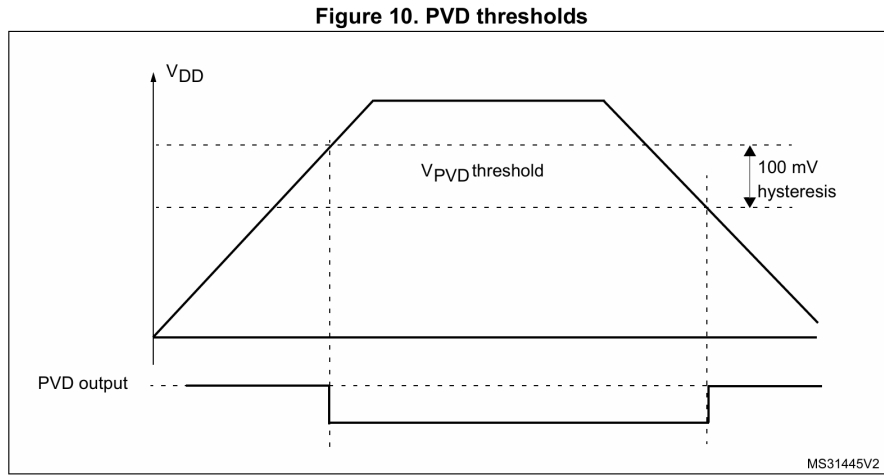 Figure 10. PVD thresholds
VDD
VPVD threshold
100 mV
hysteresis
PVD output
MS31445V2